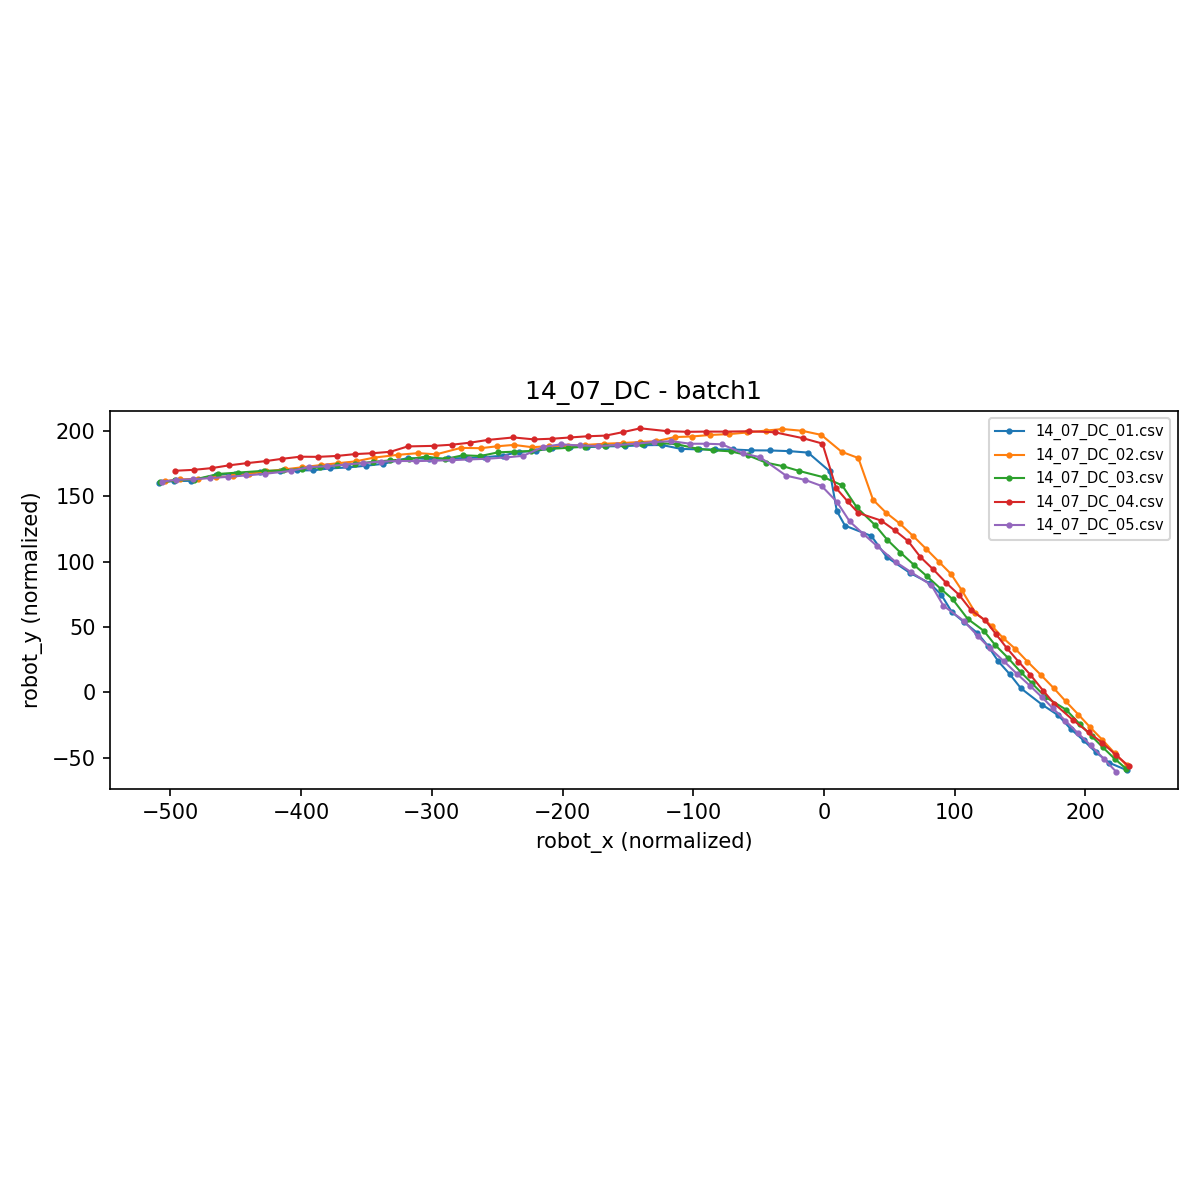 14_07_DC - batch1
robot_y (normalized)
200
150
100
50
0
−50
14_07_DC_01.csv
14_07_DC_02.csv
14_07_DC_03.csv
14_07_DC_04.csv
14_07_DC_05.csv
−500 −400 −300 −200 −100 0 100 200
robot_x (normalized)